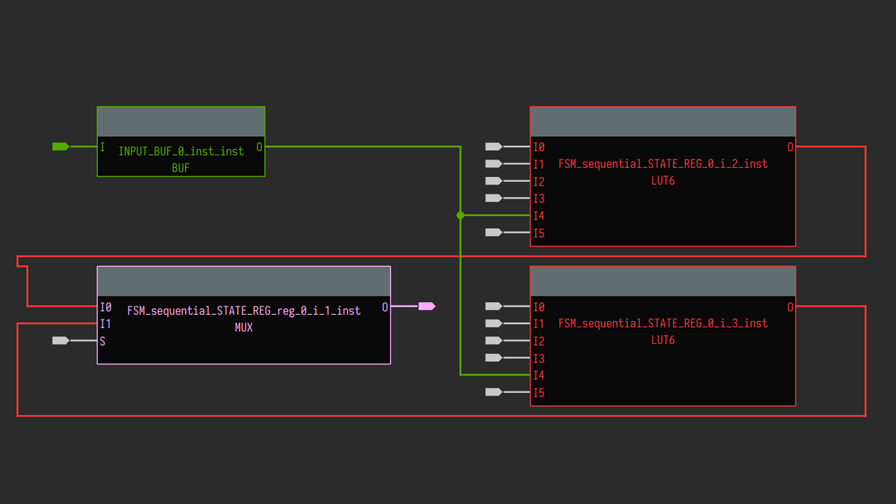 I INPUT_BUF_0_inst_inst O
BUF
I0 O
I1 FSM_sequential_STATE_REG_0_i_2_inst
I2 LUT6
I3
I4
I5
I0 FSM_sequential_STATE_REG_reg_0_i_1_inst O
I1 MUX
S
I0 O
I1 FSM_sequential_STATE_REG_0_i_3_inst
I2 LUT6
I3
I4
I5